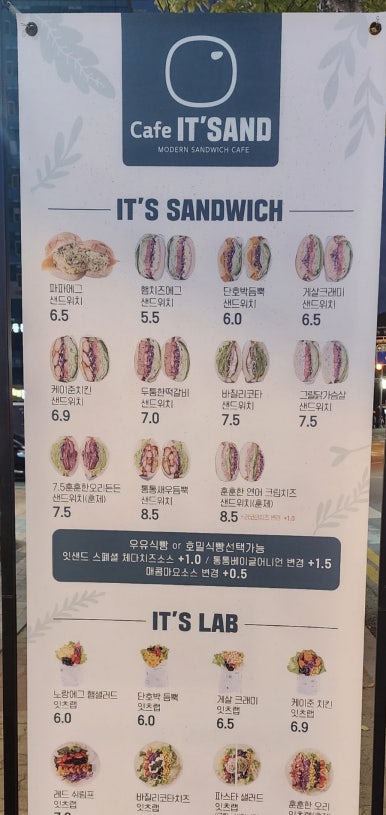 Cafe IT'SAND
MODERN SANDWICH CAFE
IT'S SANDWICH
파파에그
샌드위치
6.5
햄치즈에그
샌드위치
5.5
단호박듬뿍
샌드위치
6.0
게살크래미
샌드위치
6.5
케이준치킨
샌드위치
6.9
두툼한떡갈비
샌드위치
7.0
바질리코타
샌드위치
7.5
그릴닭가슴살
샌드위치
7.5
7.5훈훈한오리든든
샌드위치(훈제)
7.5
통통새우듬뿍
샌드위치
8.5
훈훈한 연어 크림치즈
샌드위치(훈제)
8.5
우유식빵 or 호밀식빵선택가능
잇샌드 스페셜 체다치즈소스 +1.0 / 통통베이글어니언 변경 +1.5
매콤마요소스 변경 +0.5
IT'S LAB
노랑에그 햄샐러드
잇츠랩
6.0
단호박 듬뿍
잇츠랩
6.0
게살 크래미
잇츠랩
6.5
케이준 치킨
잇츠랩
6.9
레드 쉬림프
잇츠랩
바질리코타치즈
잇츠랩
파스타 샐러드
잇츠랩
훈훈한 오리